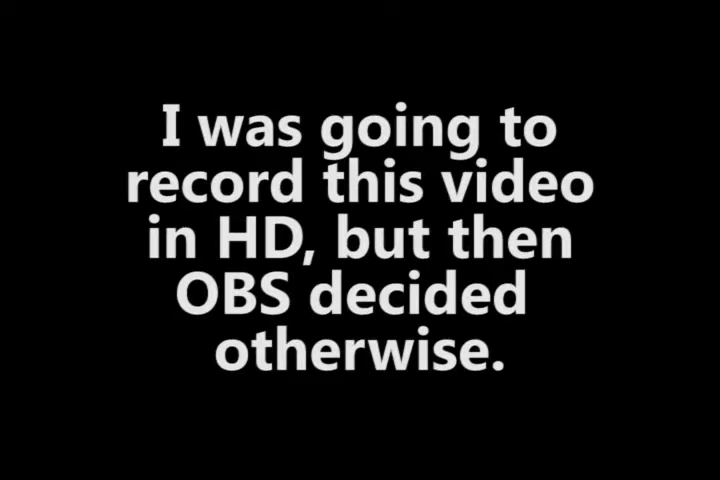 I was going to
record this video
in HD, but then
OBS decided
otherwise.